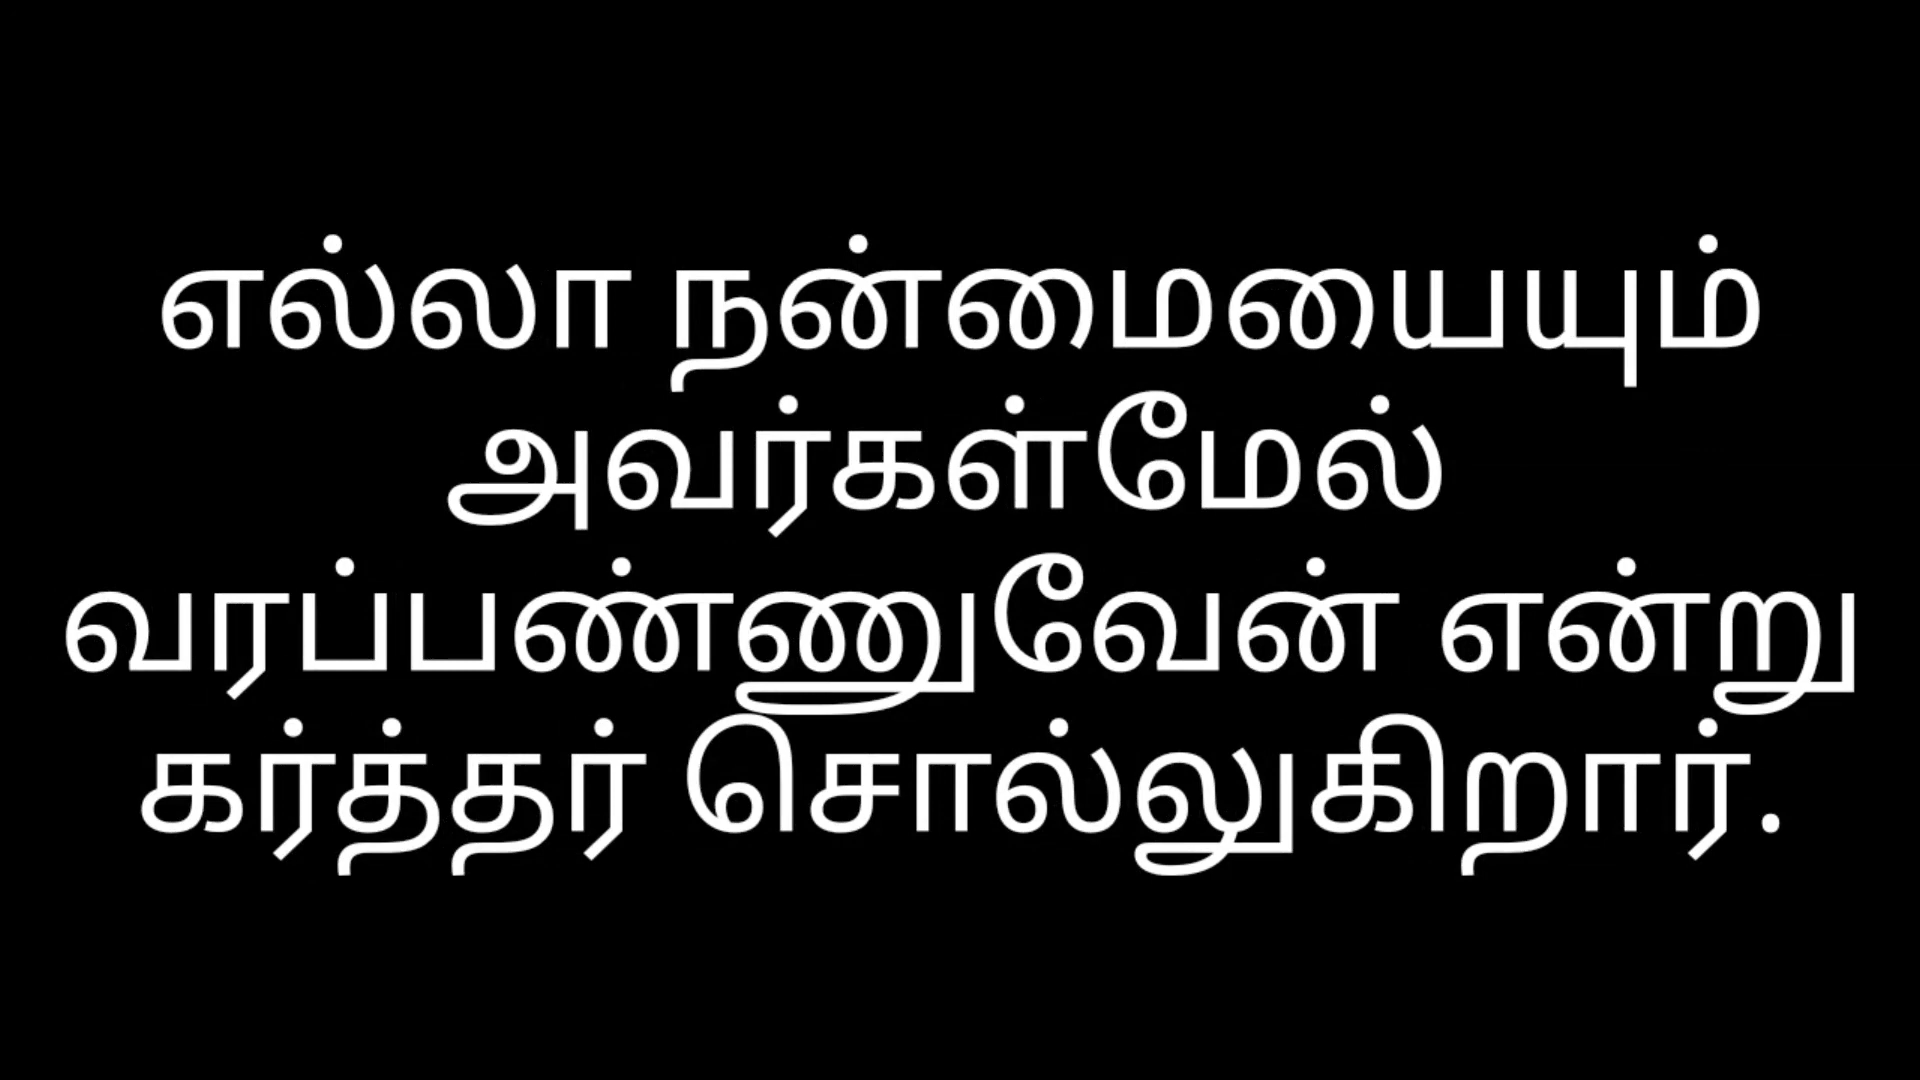 எல்லா நன்மையையும்
அவர்கள்மேல்
வரப்பண்ணுவேன் என்று
கர்த்தர் சொல்லுகிறார்.